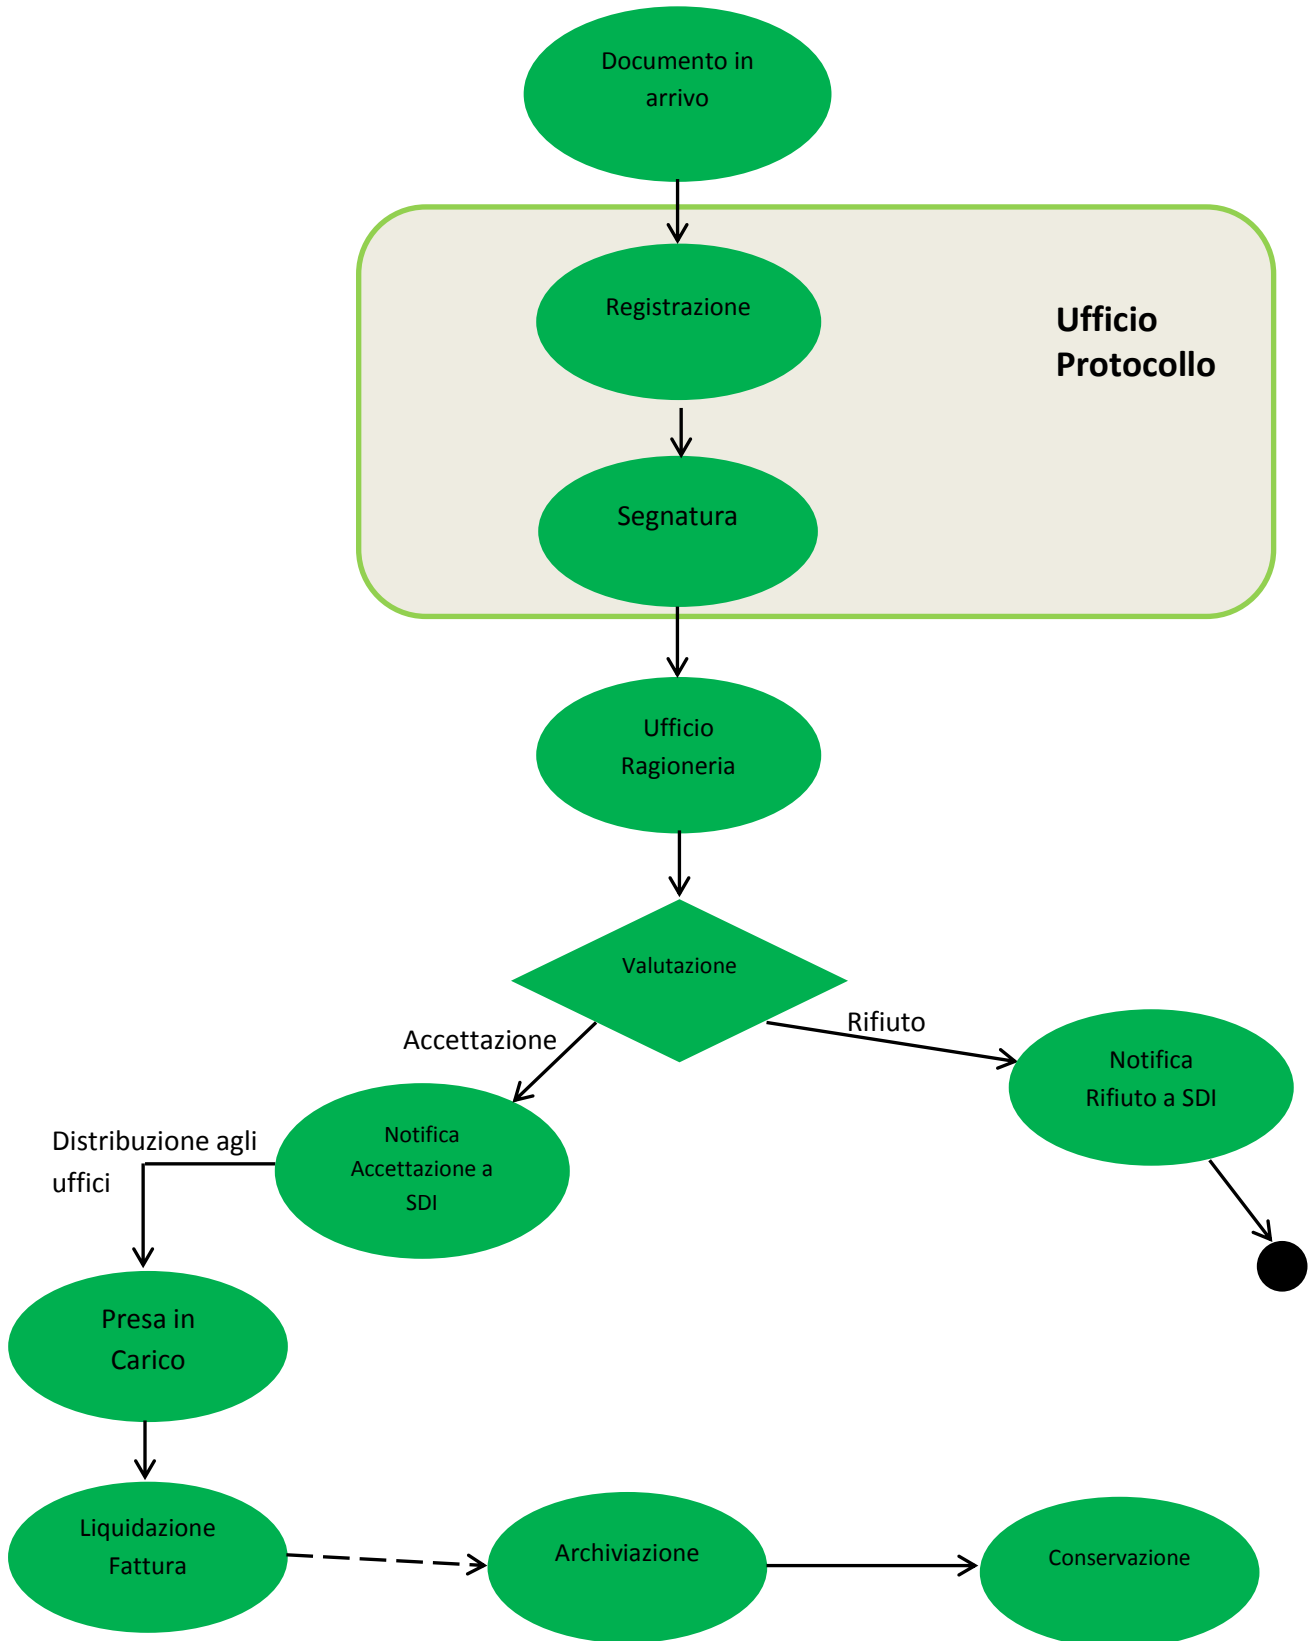 Documento in
arrivo
Registrazione
Ufficio
Protocollo
Segnatura
Ufficio
Ragioneria
Valutazione
Accettazione
Rifiuto
Notifica
Rifiuto a SDI
Notifica
Accettazione a
SDI
Distribuzione agli
uffici
Presa in
Carico
Liquidazione
Fattura
Archiviazione
Conservazione